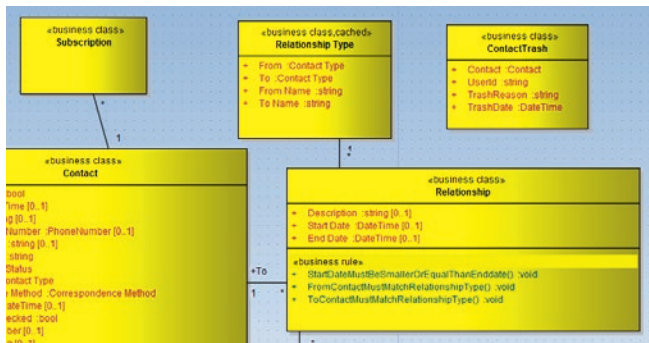 «business class»
Subscription
*
1
«business class,cached»
Relationship Type
+ From :Contact Type
+ To :Contact Type
+ From Name :string
+ To Name :string
1
*
«business class»
ContactTrash
+ Contact :Contact
+ UserId :string
+ TrashReason :string
+ TrashDate :DateTime
«business class»
Contact
bool
Time [0..1]
ng [0..1]
Number :PhoneNumber [0..1]
:string [0..1]
:string
Status
ontact Type
e Method :Correspondence Method
ateTime [0..1]
ecked :bool
ber [0..1]
+To
1
*
«business class»
Relationship
+ Description :string [0..1]
+ Start Date :DateTime [0..1]
+ End Date :DateTime [0..1]
«business rule»
+ StartDateMustBeSmallerOrEqualThanEnddate() :void
+ FromContactMustMatchRelationshipType() :void
+ ToContactMustMatchRelationshipType() :void
*